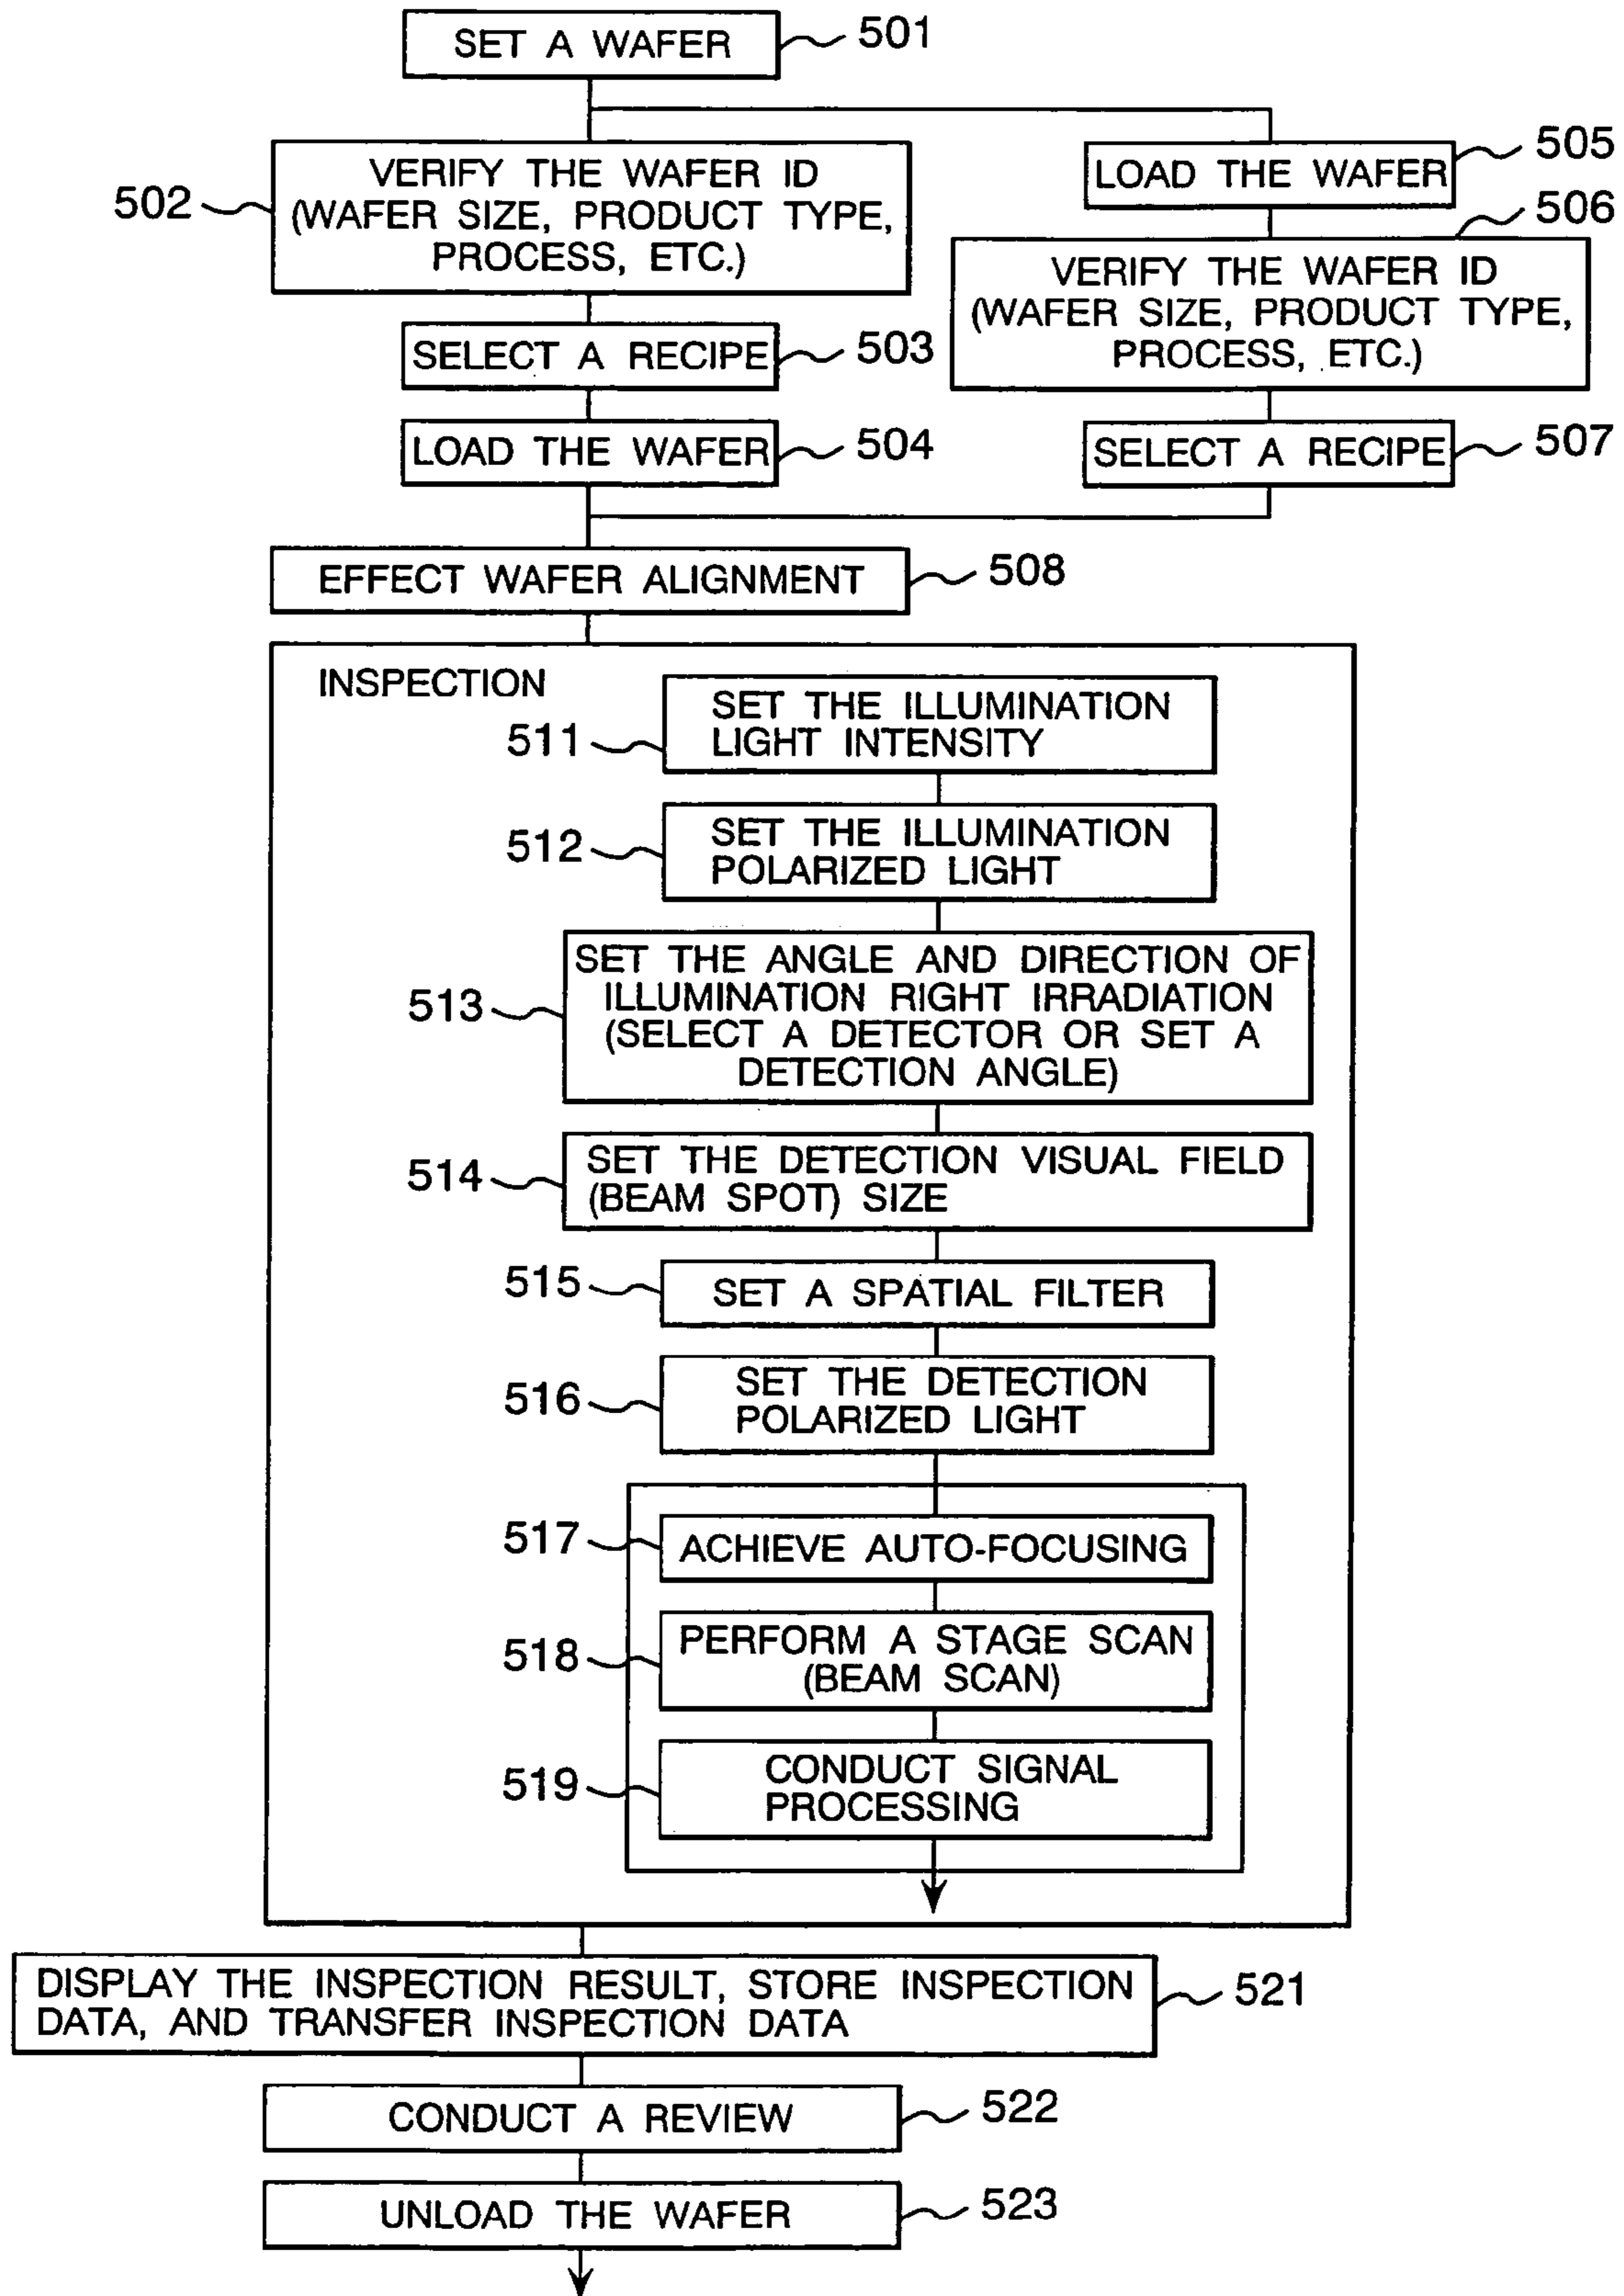 SET A WAFER
501
VERIFY THE WAFER ID
(WAFER SIZE, PRODUCT TYPE,
PROCESS, ETC.)
502
SELECT A RECIPE
503
LOAD THE WAFER
504
LOAD THE WAFER
505
506
VERIFY THE WAFER ID
(WAFER SIZE, PRODUCT TYPE,
PROCESS, ETC.)
SELECT A RECIPE
507
EFFECT WAFER ALIGNMENT
508
INSPECTION
SET THE ILLUMINATION
LIGHT INTENSITY
511
SET THE ILLUMINATION
POLARIZED LIGHT
512
SET THE ANGLE AND DIRECTION OF
ILLUMINATION RIGHT IRRADIATION
(SELECT A DETECTOR OR SET A
DETECTION ANGLE)
513
SET THE DETECTION VISUAL FIELD
(BEAM SPOT) SIZE
514
SET A SPATIAL FILTER
515
SET THE DETECTION
POLARIZED LIGHT
516
ACHIEVE AUTO-FOCUSING
517
PERFORM A STAGE SCAN
(BEAM SCAN)
518
CONDUCT SIGNAL
PROCESSING
519
DISPLAY THE INSPECTION RESULT, STORE INSPECTION
DATA, AND TRANSFER INSPECTION DATA
521
CONDUCT A REVIEW
522
UNLOAD THE WAFER
523